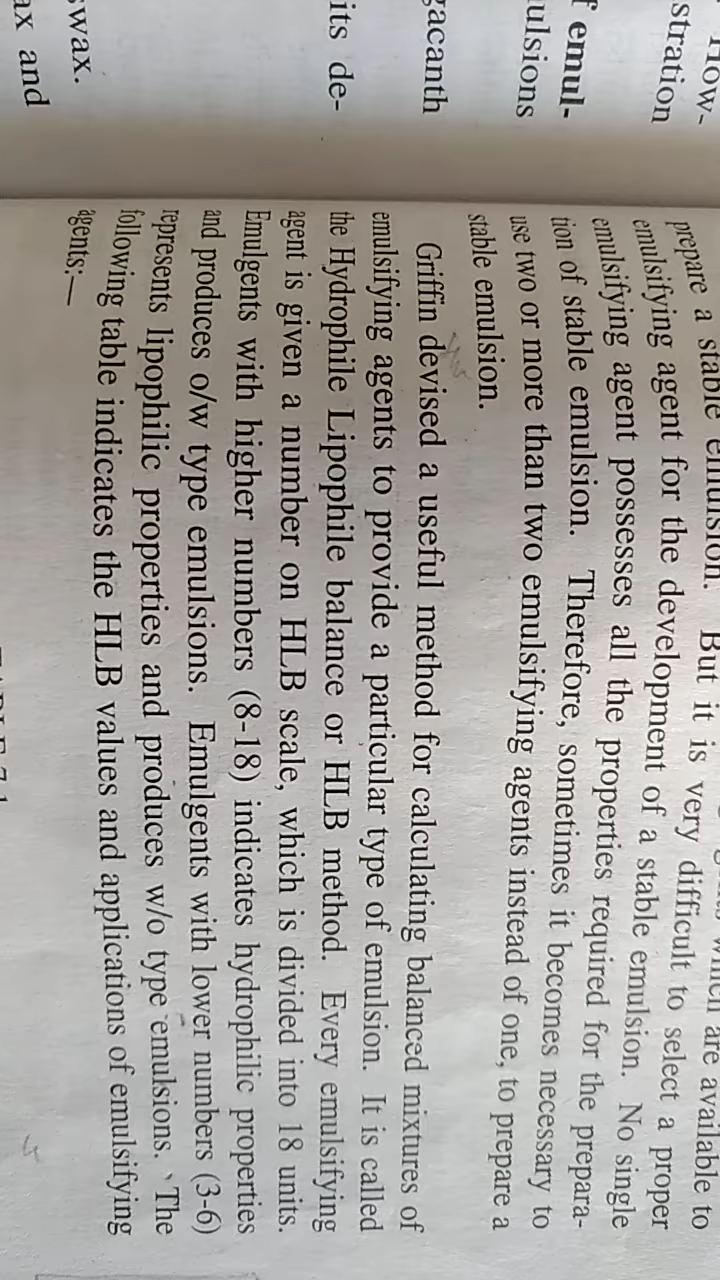 How-
stration
f emul-
ulsions
gacanth
its de-
swax.
ax and
which are available to
prepare a stable emulsion. But it is very difficult to select a proper
emulsifying agent for the development of a stable emulsion. No single
emulsifying agent possesses all the properties required for the prepara-
tion of stable emulsion. Therefore, sometimes it becomes necessary to
use two or more than two emulsifying agents instead of one, to prepare a
stable emulsion.
Griffin devised a useful method for calculating balanced mixtures of
emulsifying agents to provide a particular type of emulsion. It is called
the Hydrophile Lipophile balance or HLB method. Every emulsifying
agent is given a number on HLB scale, which is divided into 18 units.
Emulgents with higher numbers (8-18) indicates hydrophilic properties
and produces o/w type emulsions. Emulgents with lower numbers (3-6)
represents lipophilic properties and produces w/o type emulsions. The
following table indicates the HLB values and applications of emulsifying
agents:—